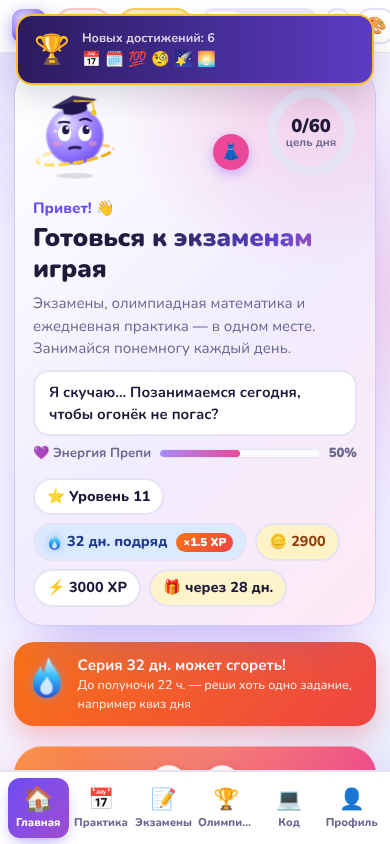 Новых достижений: 6
💯
0/60
цель дня
Привет! 👋
Готовься к экзаменам
играя
Экзамены, олимпиадная математика и
ежедневная практика — в одном месте.
Занимайся понемногу каждый день.
Я скучаю... Позанимаемся сегодня,
чтобы огонёк не погас?
💜 Энергия Препи 50%
⭐ Уровень 11
32 дн. подряд ×1.5 XP 🪙 2900
⚡ 3000 XP 🎁 через 28 дн.
Серия 32 дн. может сгореть!
До полуночи 22 ч. — реши хоть одно задание,
например квиз дня
Главная Практика Экзамены Олимпи... Код Профиль